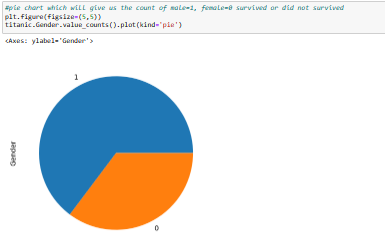 #pie chart which will give us the count of male=1, female=0 survived or did not survived
plt.figure(figsize=(5,5))
titanic.Gender.value_counts().plot(kind='pie')
<Axes: ylabel='Gender'>
1
Gender
0